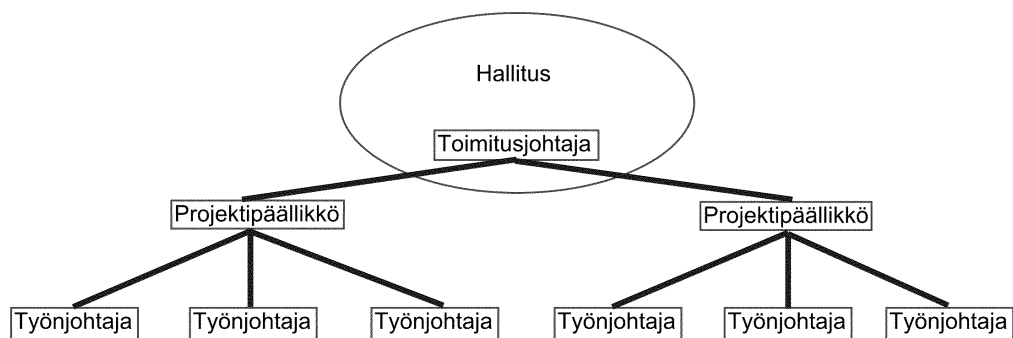 Hallitus
Toimitusjohtaja
Projektipäällikkö
Projektipäällikkö
Työnjohtaja
Työnjohtaja
Työnjohtaja
Työnjohtaja
Työnjohtaja
Työnjohtaja